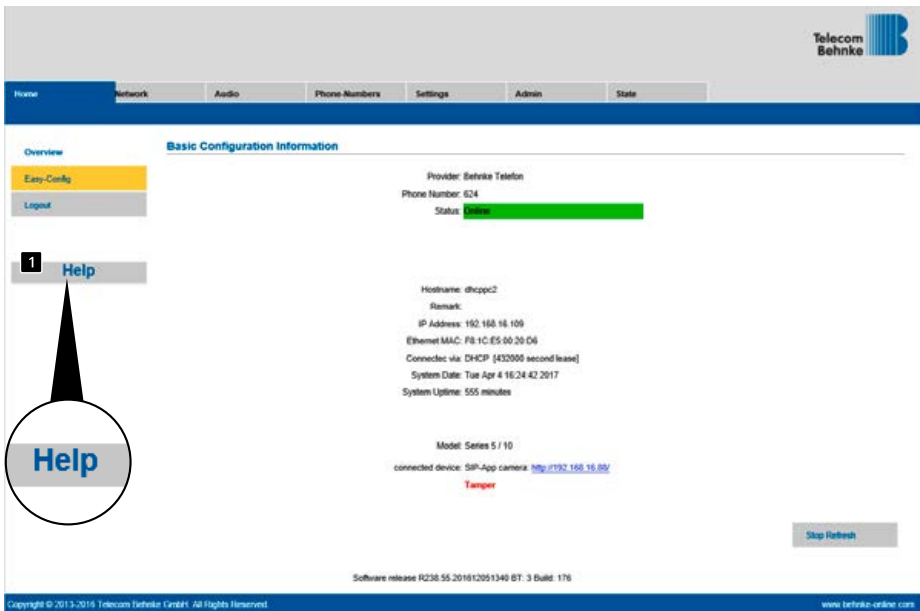 Telecom
Behnke
Home Network Audio Phone-Numbers Settings Admin State
Overview
Easy-Config
Logout
1 Help
Help
Basic Configuration Information
Provider: Behnke Telefon
Phone Number: 624
Status: Online
Hostname: dhcppc2
Remark:
IP Address: 192.168.16.109
Ethernet MAC: F8:1C:E5:00:20:D6
Connectec via: DHCP [432000 second lease]
System Date: Tue Apr 4 16:24:42 2017
System Uptime: 555 minutes
Model: Series 5 / 10
connected device: SIP-App camera: http://192.168.16.88/
Tamper
Stop Refresh
Software release R238.55.201612051340 BT: 3 Build: 176
Copyright © 2013-2016 Telecom Behnke GmbH. All Rights Reserved.
www.behnke-online.com